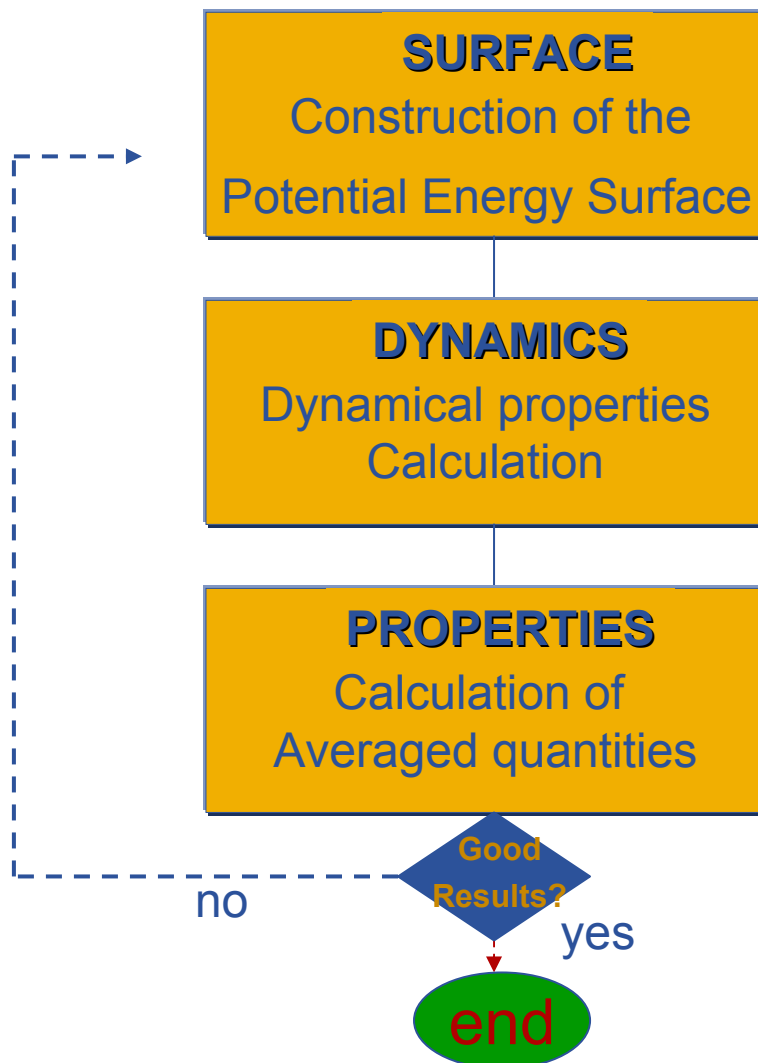 SURFACE
Construction of the
Potential Energy Surface
DYNAMICS
Dynamical properties
Calculation
PROPERTIES
Calculation of
Averaged quantities
Good
Results?
no
yes
end